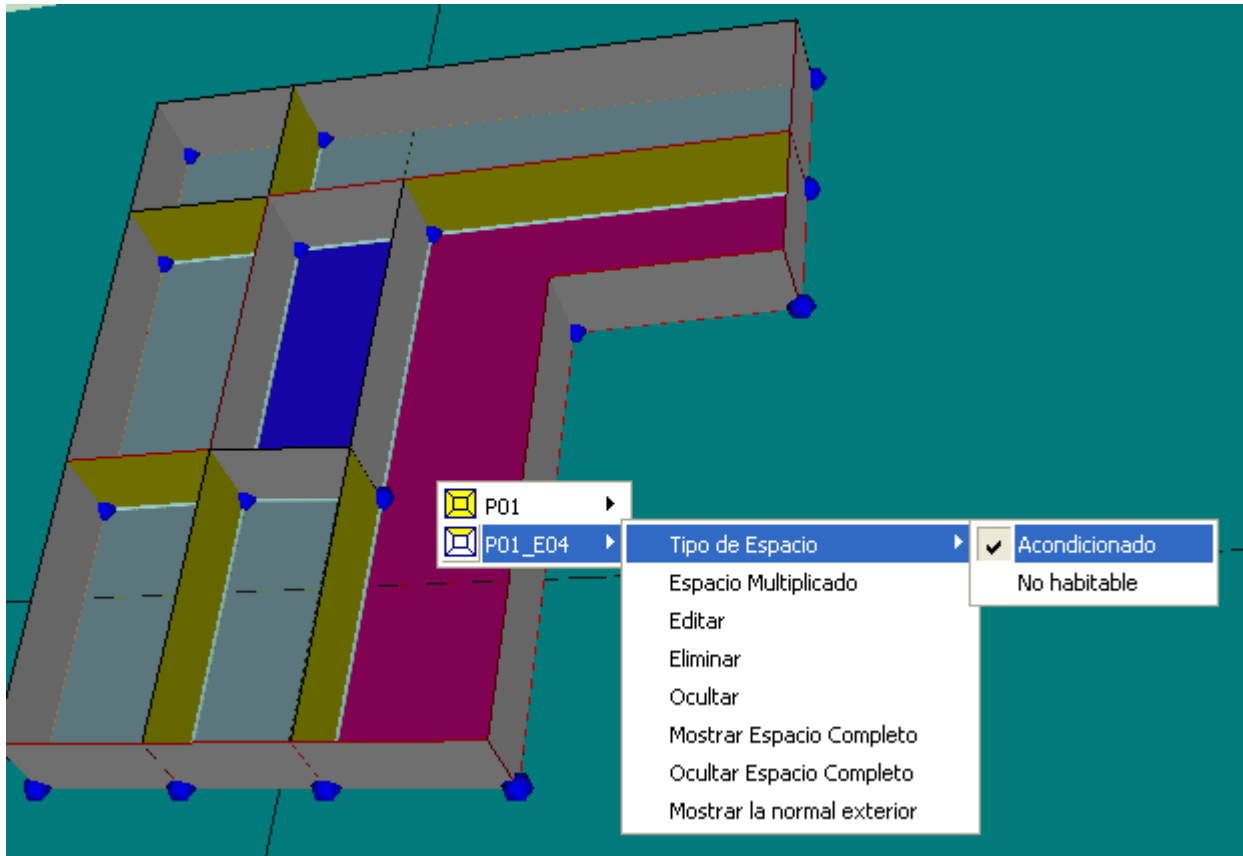 P01
P01_E04
Tipo de Espacio
Acondicionado
Espacio Multiplicado
No habitable
Editar
Eliminar
Ocultar
Mostrar Espacio Completo
Ocultar Espacio Completo
Mostrar la normal exterior